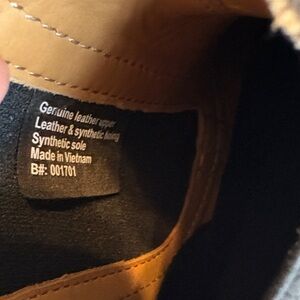 Genuine leather upper
Leather & synthetic lining
Synthetic sole
Made in Vietnam
B#: 001701